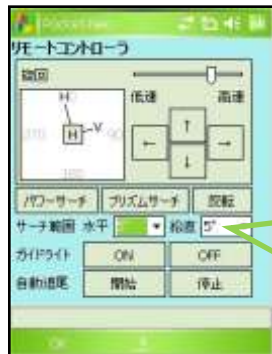 リモートコントローラ
旋回
低速 高速
H
V
パワーサーチ プリズムサーチ 反転
サーチ範囲 水平 鉛直 5°
ガイドライト ON OFF
自動追尾 開始 停止
OK